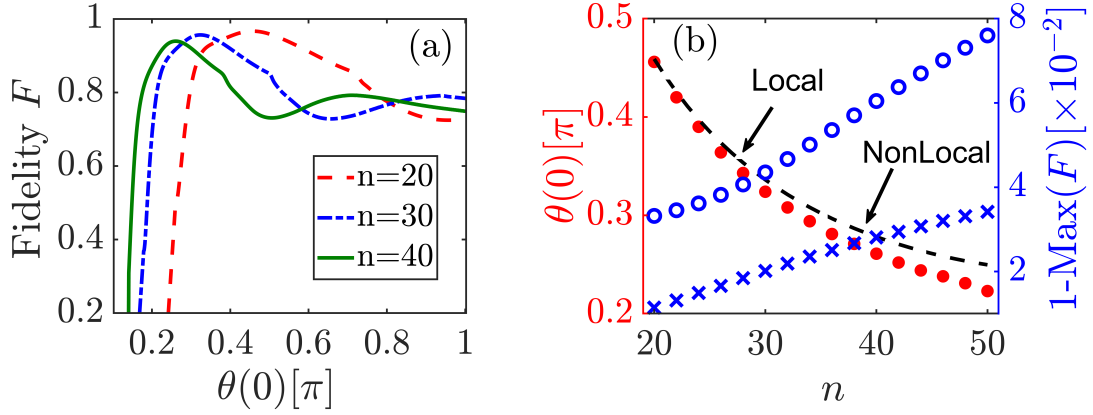 1
0.8
0.6
0.4
0.2
Fidelity F
0.2
0.4
0.6
0.8
1
θ(0)[π]
(a)
n=20
n=30
n=40
0.5
0.4
0.3
0.2
θ(0)[π]
(b)
Local
NonLocal
20
30
40
50
n
8
6
4
2
1-Max(F)[×10⁻²]